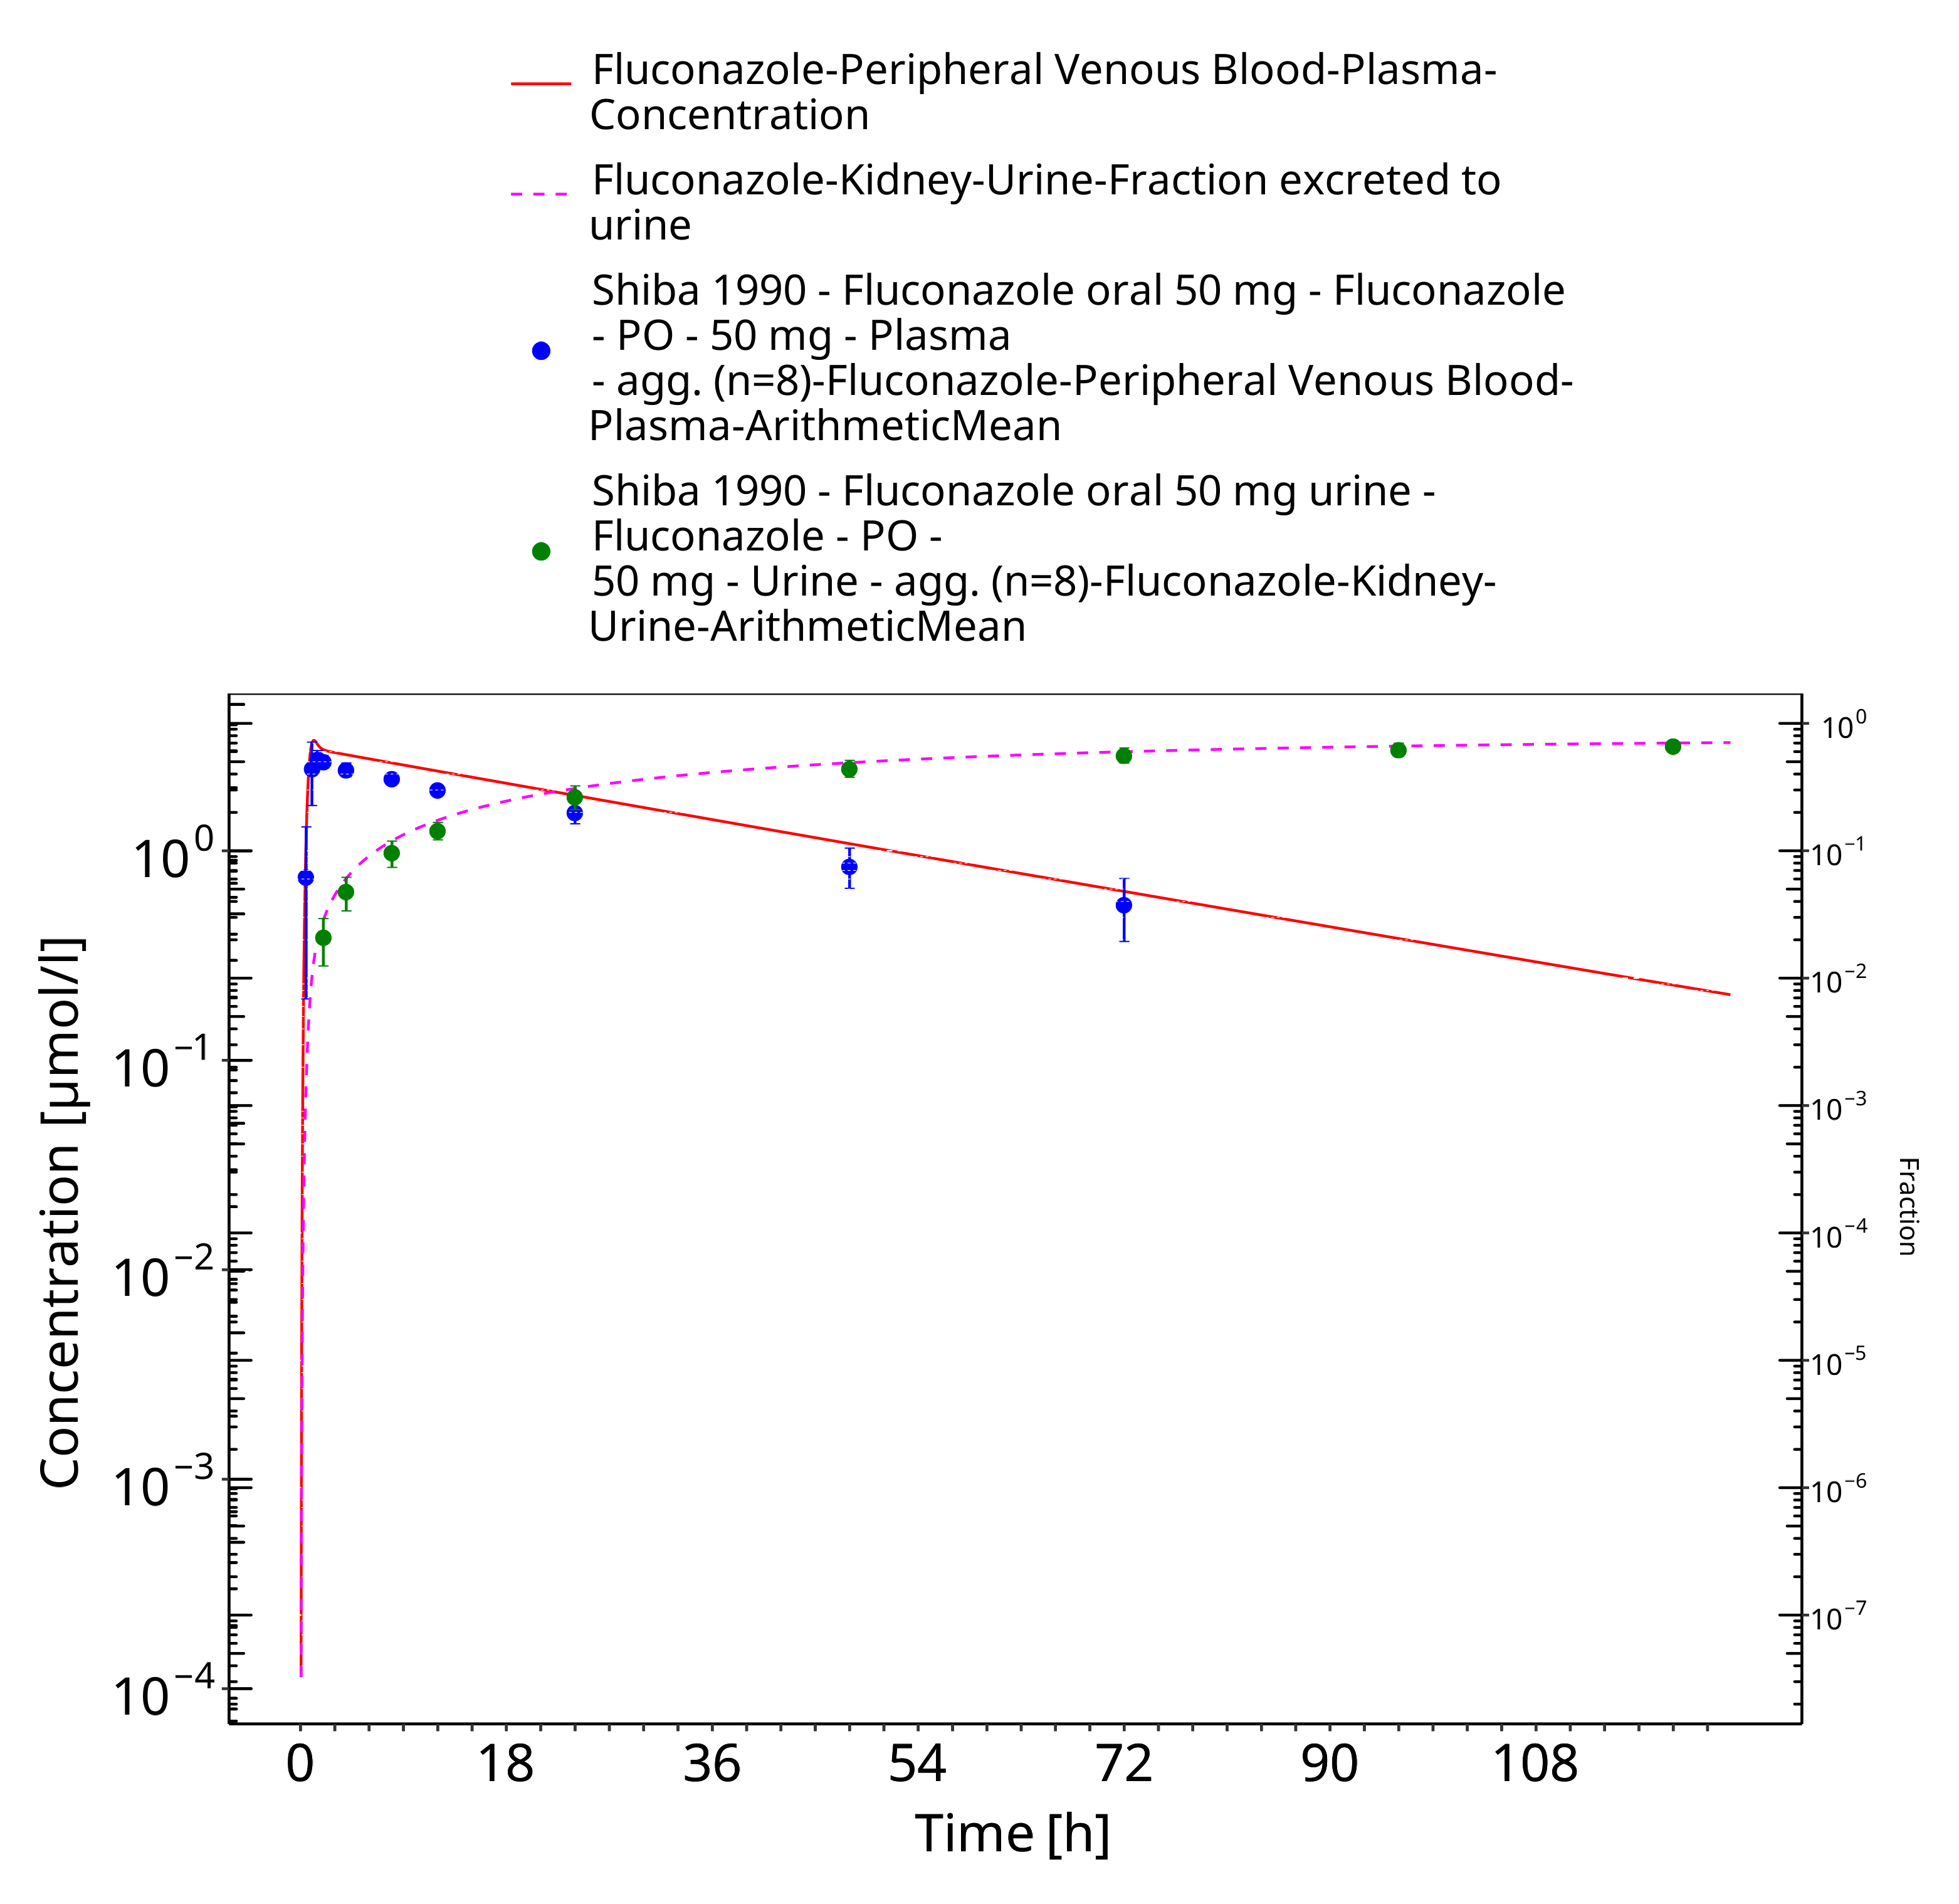 Fluconazole-Peripheral Venous Blood-Plasma-
Concentration
Fluconazole-Kidney-Urine-Fraction excreted to
urine
Shiba 1990 - Fluconazole oral 50 mg - Fluconazole
- PO - 50 mg - Plasma
- agg. (n=8)-Fluconazole-Peripheral Venous Blood-
Plasma-ArithmeticMean
Shiba 1990 - Fluconazole oral 50 mg urine -
Fluconazole - PO -
50 mg - Urine - agg. (n=8)-Fluconazole-Kidney-
Urine-ArithmeticMean
Concentration [µmol/l]
10⁰
10⁻¹
10⁻²
10⁻³
10⁻⁴
10⁰
10⁻¹
10⁻²
10⁻³
10⁻⁴
10⁻⁵
10⁻⁶
10⁻⁷
Fraction
0 18 36 54 72 90 108
Time [h]